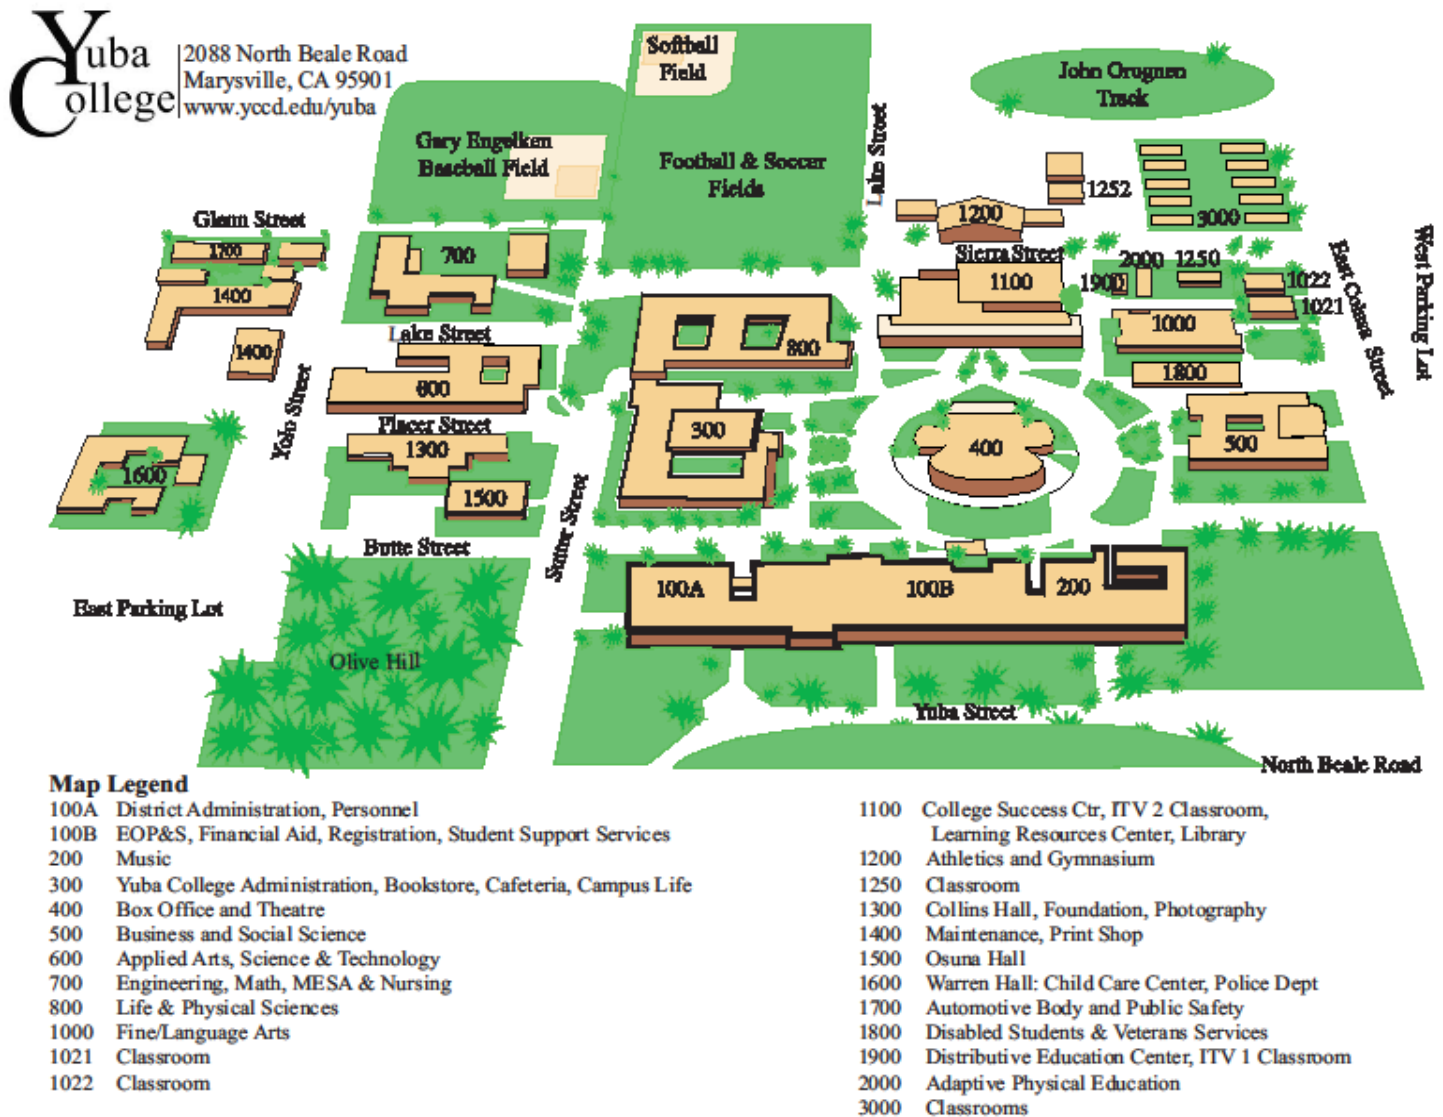 Yuba
College
2088 North Beale Road
Marysville, CA 95901
www.yccd.edu/yuba
Softball
Field
John Orognen
Track
Gary Engelken
Baseball Field
Football & Soccer
Fields
Lake Street
1252
3000
Glenn Street
1200
1700
700
Sierra Street
2000
1250
1100
1900
1022
1021
East Colusa Street
West Parking Lot
1400
1000
Lake Street
800
1400
1800
600
Yolo Street
Placer Street
300
400
500
1300
1600
1500
Sutter Street
Butte Street
100A
100B
200
East Parking Lot
Olive Hill
Yuba Street
North Beale Road
Map Legend
100A District Administration, Personnel
100B EOP&S, Financial Aid, Registration, Student Support Services
200 Music
300 Yuba College Administration, Bookstore, Cafeteria, Campus Life
400 Box Office and Theatre
500 Business and Social Science
600 Applied Arts, Science & Technology
700 Engineering, Math, MESA & Nursing
800 Life & Physical Sciences
1000 Fine/Language Arts
1021 Classroom
1022 Classroom
1100 College Success Ctr, ITV 2 Classroom,
Learning Resources Center, Library
1200 Athletics and Gymnasium
1250 Classroom
1300 Collins Hall, Foundation, Photography
1400 Maintenance, Print Shop
1500 Osuna Hall
1600 Warren Hall: Child Care Center, Police Dept
1700 Automotive Body and Public Safety
1800 Disabled Students & Veterans Services
1900 Distributive Education Center, ITV 1 Classroom
2000 Adaptive Physical Education
3000 Classrooms